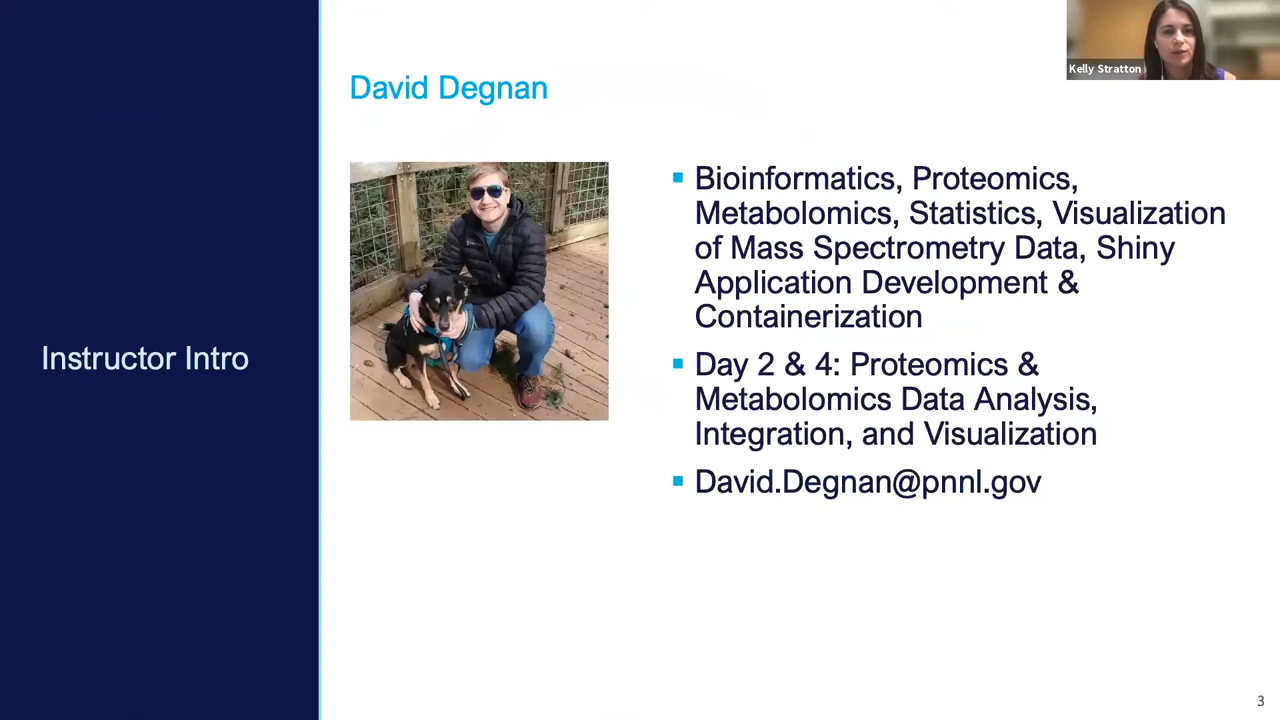 Kelly Stratton
David Degnan
Instructor Intro
▪ Bioinformatics, Proteomics,
Metabolomics, Statistics, Visualization
of Mass Spectrometry Data, Shiny
Application Development &
Containerization
▪ Day 2 & 4: Proteomics &
Metabolomics Data Analysis,
Integration, and Visualization
▪ David.Degnan@pnnl.gov
3